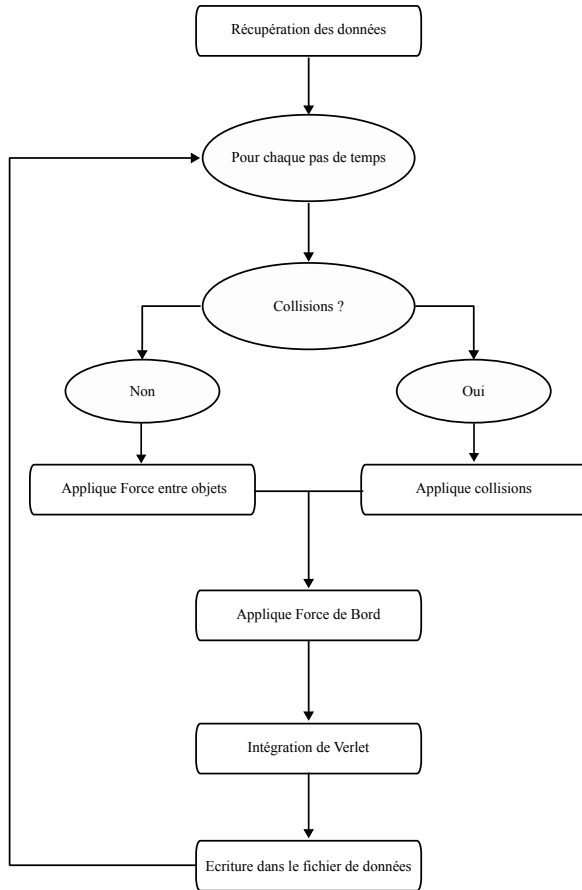 Récupération des données
Pour chaque pas de temps
Collisions ?
Non
Oui
Applique Force entre objets
Applique collisions
Applique Force de Bord
Intégration de Verlet
Ecriture dans le fichier de données